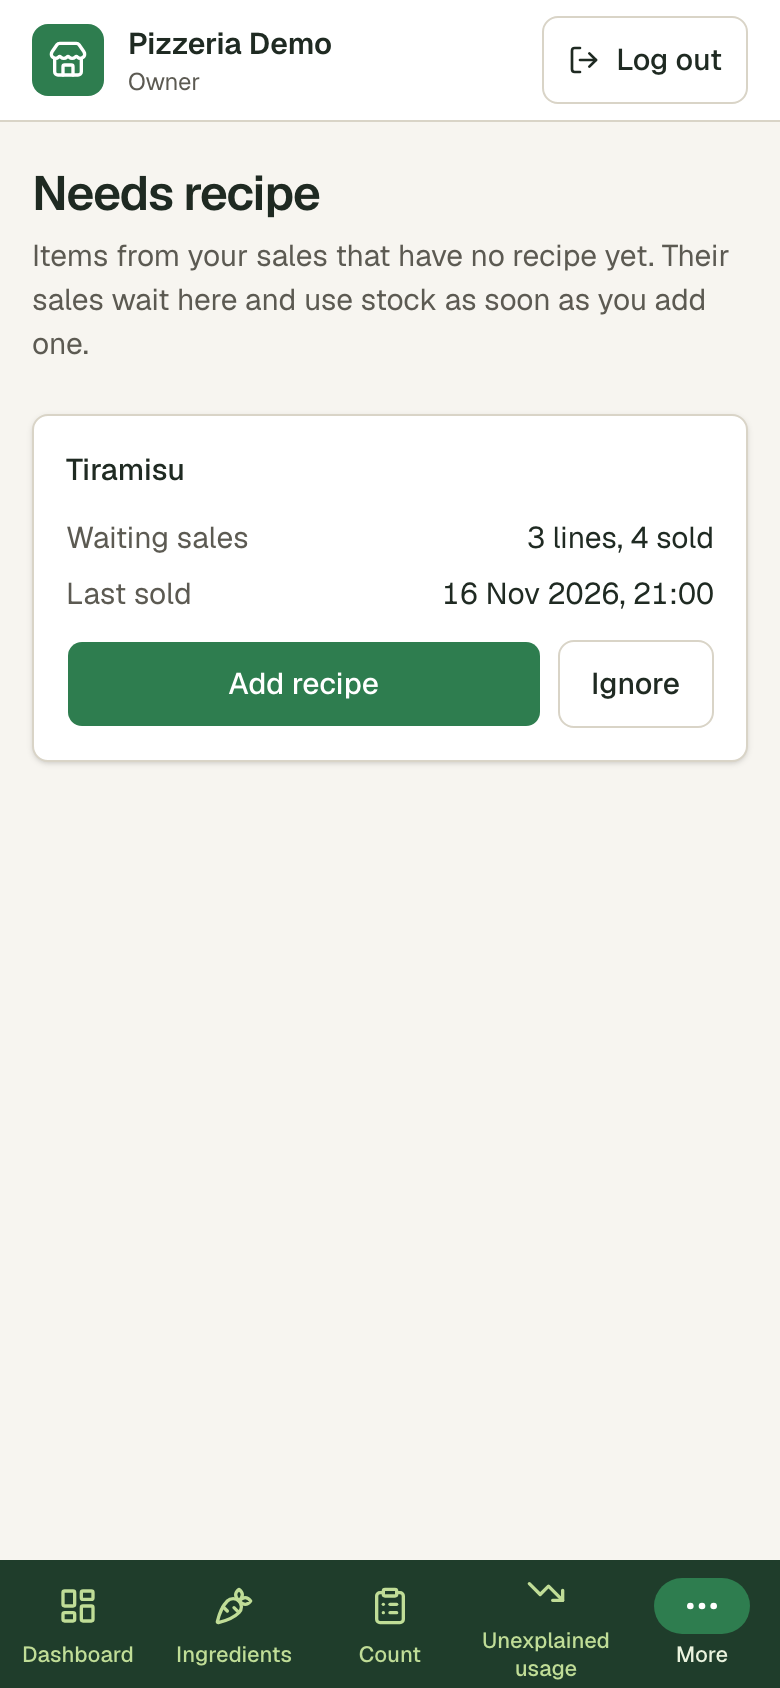 Pizzeria Demo
Owner
Log out
Needs recipe
Items from your sales that have no recipe yet. Their
sales wait here and use stock as soon as you add
one.
Tiramisu
Waiting sales 3 lines, 4 sold
Last sold 16 Nov 2026, 21:00
Add recipe Ignore
Dashboard Ingredients Count Unexplained
usage More